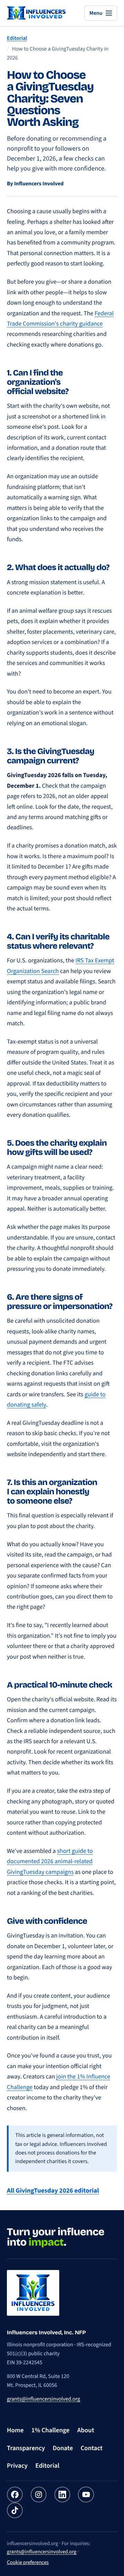 INFLUENCERS
INVOLVED
Menu
Editorial
/ How to Choose a GivingTuesday Charity in
2026
How to Choose
a GivingTuesday
Charity: Seven
Questions
Worth Asking
Before donating or recommending a
nonprofit to your followers on
December 1, 2026, a few checks can
help you give with more confidence.
By Influencers Involved
Choosing a cause usually begins with a
feeling. Perhaps a shelter has looked after
animals near you, or a family member
has benefited from a nursing program.
That personal connection matters. It is a
perfectly good reason to start looking.
But before you give—or share a donation
link with other people—it helps to slow
down long enough to understand the
organization and the request. The Federal
Trade Commission's charity guidance
recommends researching charities and
checking exactly where donations go.
1. Can I find the
organization's
official website?
Start with the charity's own website, not
just a screenshot or a shortened link in
someone else's post. Look for a
description of its work, current contact
information, and a donation route that
clearly identifies the recipient.
An organization may use an outside
fundraising platform; that isn't
automatically a warning sign. What
matters is being able to trace the
organization links to the campaign and
say you understand who receives the
funds.
2. What does it actually do?
A strong mission statement is useful. A
concrete explanation is better.
If an animal welfare group says it rescues
pets, look for evidence of who provides
shelter, foster placements, veterinary care,
adoptions, or transportation. If a charity
supports students, does it clearly describe
the services and communities it works
with?
You don't need to become an expert. You
should be able to explain the
organization's work in a sentence without
relying on an emotional slogan.
3. Is the GivingTuesday
campaign current?
GivingTuesday 2026 falls on Tuesday,
December 1. Check that the campaign
page refers to 2026, not an older appeal
recirculated online. Look for the date, the request,
and any terms around matching gifts or
deadlines.
If a charity promises a donation match, ask
how it works. Is there a maximum pool? Is
it limited to December 1? Have gifts made
through every participating platform
eligible? A campaign may be sincere even
when its match is limited; your post should reflect
the actual terms.
4. Can I verify its charitable
status where relevant?
For U.S. organizations, the IRS Tax Exempt
Organization Search can help you review
exempt status and available filings. Search
using the organization's legal name or
identifying information; a public brand
name and legal filing name do not always
match.
Tax-exempt status is not a universal
measure of program quality, and rules
differ outside the U.S. Treat the search as
one useful check, not a magical seal of
approval. If tax deductibility matters to
you, verify the specific recipient and your
own circumstances rather than assuming
every donation qualifies.
5. Does the charity explain
how gifts will be used?
A campaign might name a clear need:
veterinary treatment, a facility
improvement, meals, supplies or training.
It may have a broader annual operating
appeal. Neither is automatically better.
Ask whether the page makes its purpose
understandable. If you are unsure, contact
the charity. A thoughtful nonprofit should
be able to explain the campaign without
pressuring you to donate immediately.
6. Are there signs of
pressure or impersonation?
Be careful with unsolicited donation
requests, look-alike charity names,
unusual payment demands and urgent
messages that do not give you time to
verify a recipient. The FTC advises
checking donation links carefully and
warns against requests that insist on gift
cards or wire transfers. See its guide to
donating safely.
A real GivingTuesday deadline is not a
reason to skip basic checks. If you're not
comfortable, visit the organization's
website independently and start there.
7. Is this an organization
I can explain honestly
to someone else?
This final question is especially relevant if
you plan to post about the charity.
What do you actually know? Have you
visited its site, read the campaign, or had
personal experience with the cause? Can
you separate confirmed facts from your
opinion? If someone asks where their
contribution goes, can you direct them to
the right page?
It's fine to say, "I recently learned about
this organization." It's not fine to imply you
have a personal relationship or firsthand
experience when neither is true.
A practical 10-minute check
Open the charity's official website. Read its
mission and the current campaign.
Confirm where a donation link leads.
Check a reliable independent source, such
as the IRS search for a relevant U.S.
nonprofit. Look for recent organizational
activity. Then decide whether its work fits
what matters to you.
If you are a creator, take the extra step of
checking any photograph, story or statistic
before reposting it. Keep the link to the
source rather than copying branded
content without authorization.
We've assembled a short guide to
documented 2026 animal-related
GivingTuesday campaigns as one place to
practice those checks. It is a starting point,
not a ranking of the best charities.
Give with confidence
GivingTuesday is an invitation. You can
donate on December 1, volunteer later, or
spend the day learning more about an
organization. Each of those is a good way
to begin.
And if you create content, your audience
trusts you for judgment, not just
enthusiasm. A careful introduction to a
real charity can be a meaningful
contribution in itself.
Once you've found a cause you trust, you
can make your intention official right
away. Creators can join the 1% Influence
Challenge today and pledge 1% of their
reach or income to the charity they've
chosen.
This article is general information, not
tax or legal advice. Influencers Involved
does not process donations for the
independent charities it covers.
All GivingTuesday 2026 editorial
Turn your influence
into impact.
INFLUENCERS
INVOLVED
Influencers Involved, Inc. NFP
Illinois nonprofit corporation · IRS-recognized
501(c)(3) public charity
EIN 39-2242545
800 W Central Rd, Suite 120
Mt. Prospect, IL 60056
grants@influencersinvolved.org
Home 1% Challenge About
Transparency Donate Contact
Privacy Editorial
influencersinvolved.org · For inquiries:
grants@influencersinvolved.org
Cookie preferences